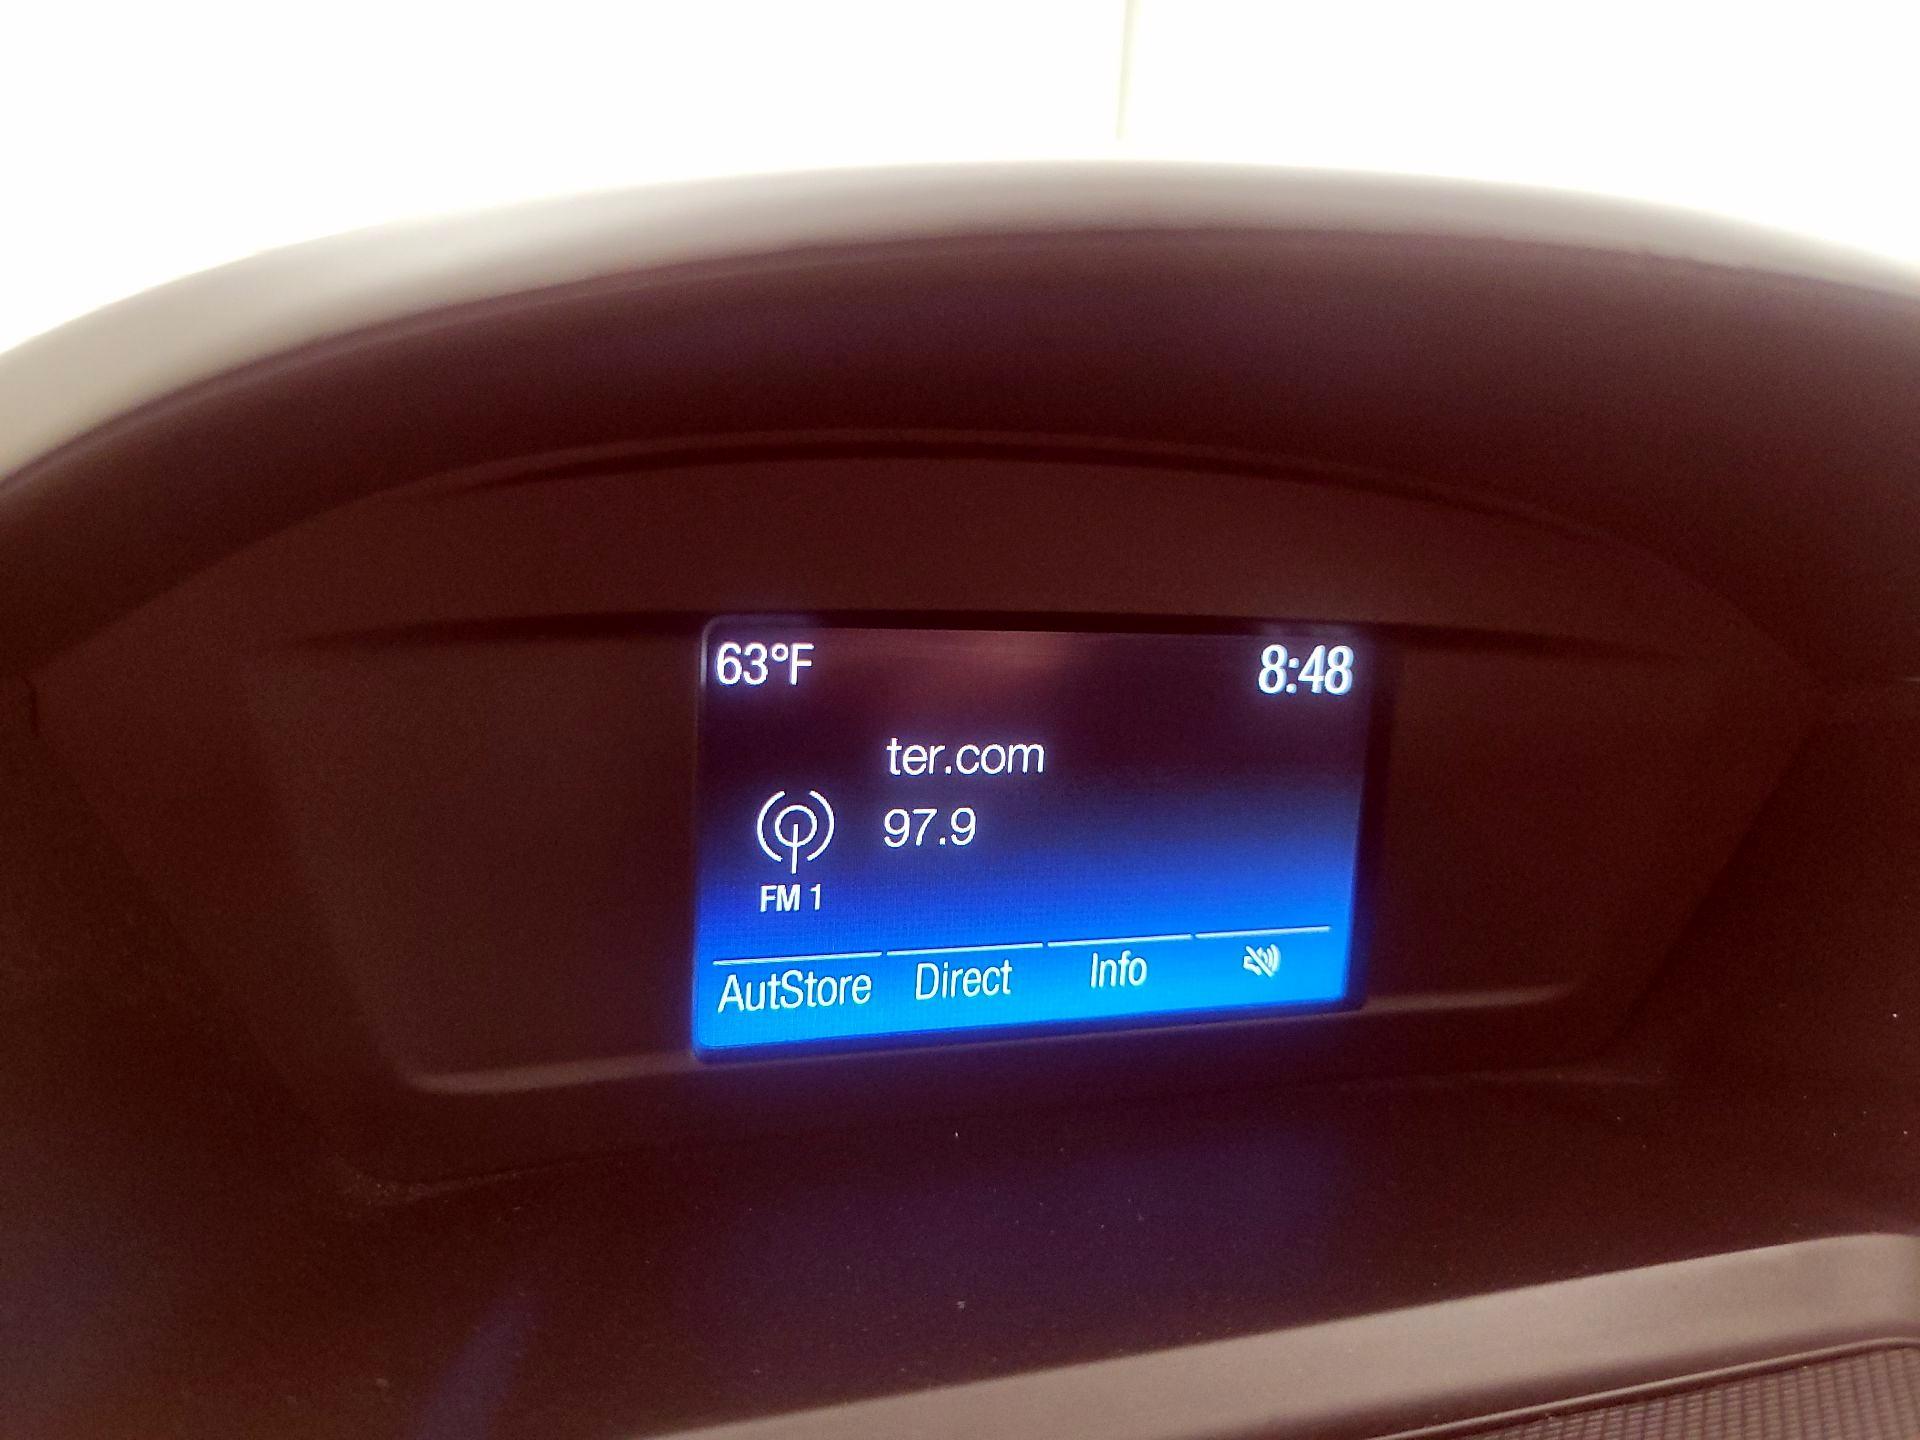 63°F 8:48
ter.com
97.9
FM 1
AutStore Direct Info